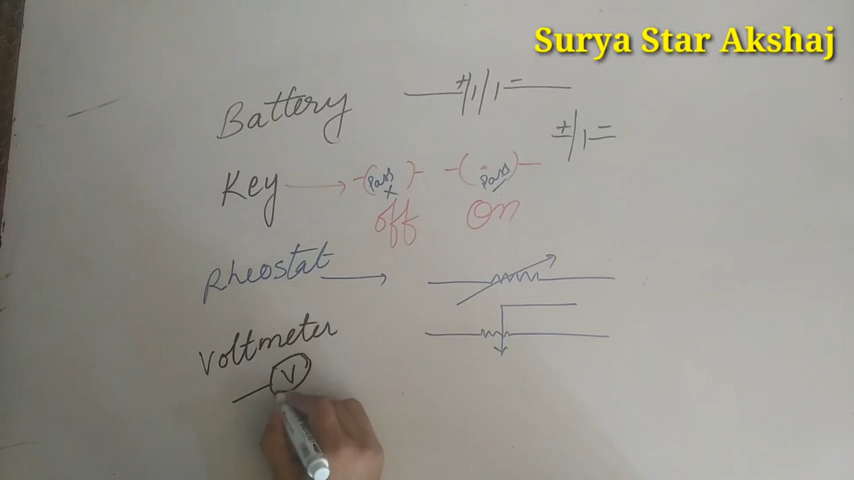 Surya Star Akshaj
Battery + -
+ -
Key Pass Pass
off On
Rheostat
Voltmeter
V